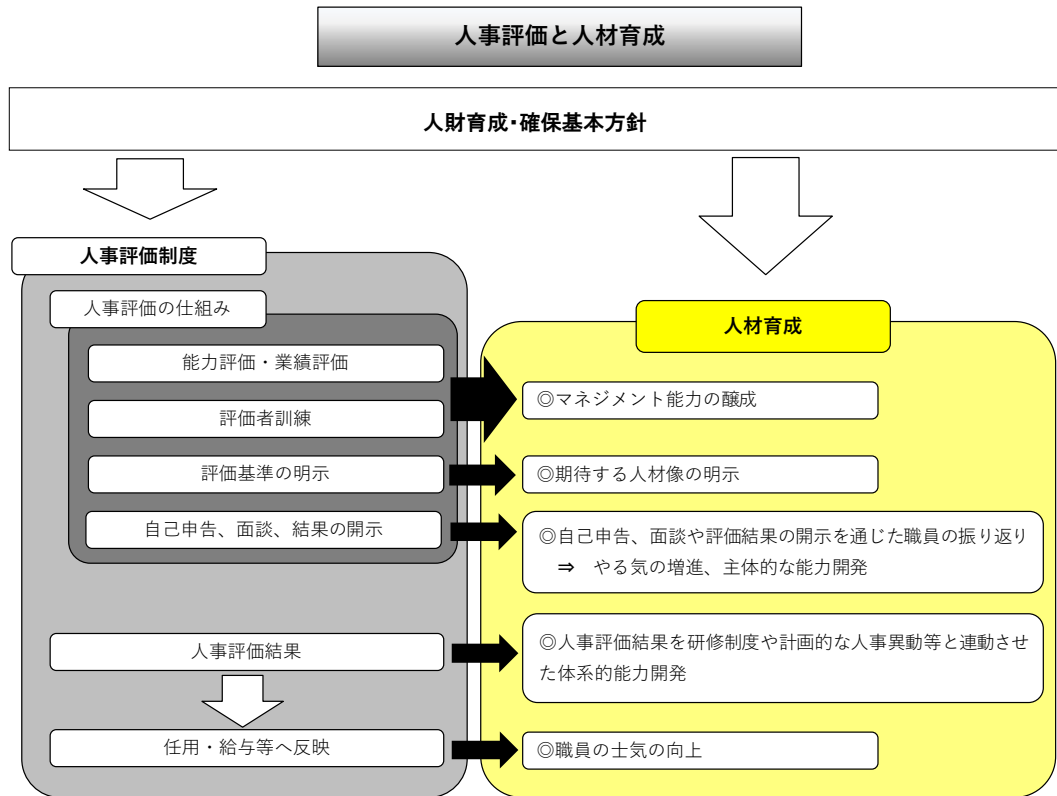 人事評価と人材育成
人財育成・確保基本方針
人事評価制度
人事評価の仕組み
能力評価・業績評価
評価者訓練
評価基準の明示
自己申告、面談、結果の開示
人事評価結果
任用・給与等へ反映
人材育成
◎マネジメント能力の醸成
◎期待する人材像の明示
◎自己申告、面談や評価結果の開示を通じた職員の振り返り
⇒ やる気の増進、主体的な能力開発
◎人事評価結果を研修制度や計画的な人事異動等と連動させ
た体系的能力開発
◎職員の士気の向上